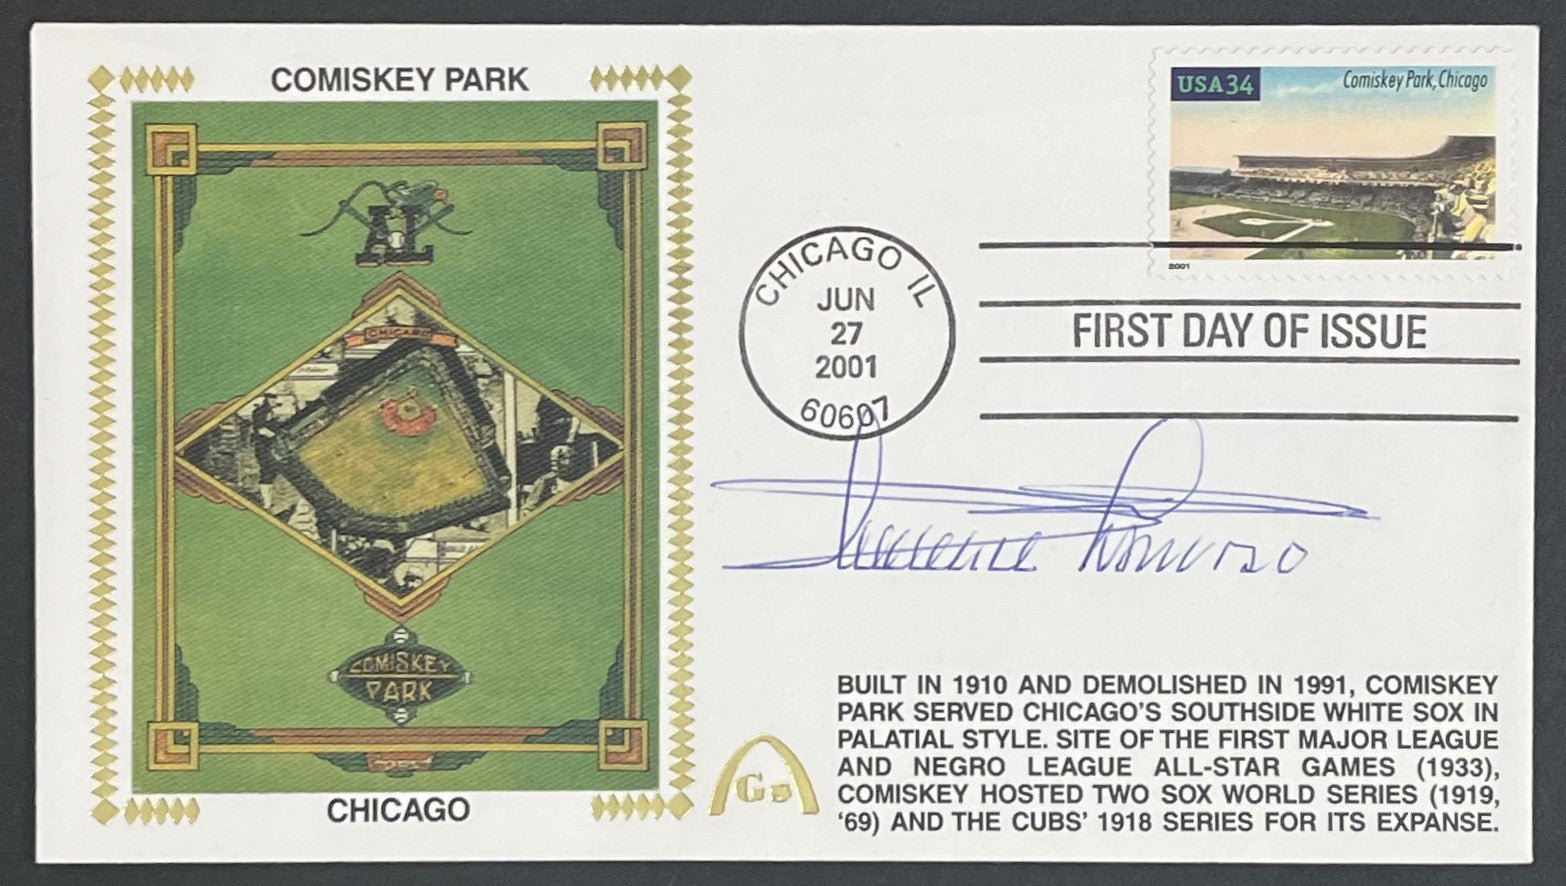 COMISKEY PARK
AL
CHICAGO
COMISKEY
PARK
CHICAGO
USA 34
Comiskey Park, Chicago
2001
CHICAGO IL
JUN
27
2001
60607
FIRST DAY OF ISSUE
Gs
BUILT IN 1910 AND DEMOLISHED IN 1991, COMISKEY
PARK SERVED CHICAGO'S SOUTHSIDE WHITE SOX IN
PALATIAL STYLE. SITE OF THE FIRST MAJOR LEAGUE
AND NEGRO LEAGUE ALL-STAR GAMES (1933),
COMISKEY HOSTED TWO SOX WORLD SERIES (1919,
'69) AND THE CUBS' 1918 SERIES FOR ITS EXPANSE.